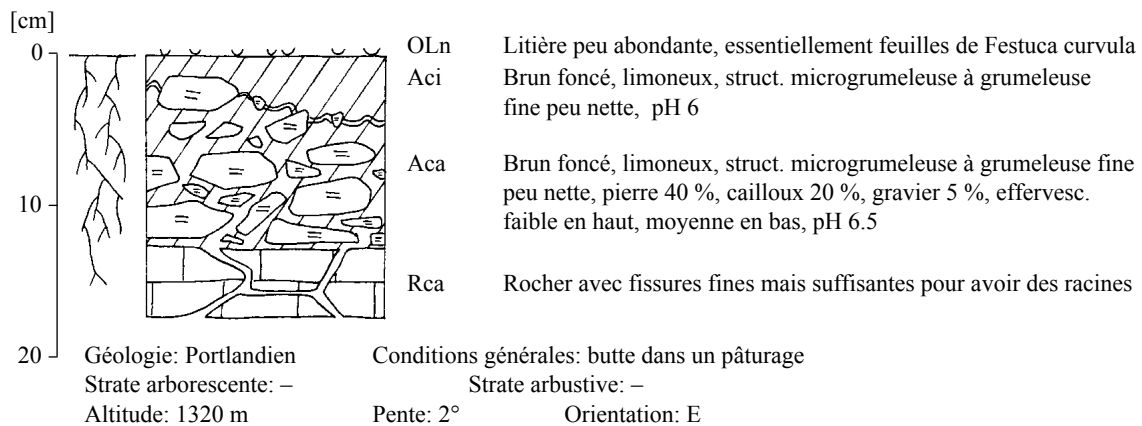 [cm]
0
OLn Litière peu abondante, essentiellement feuilles de Festuca curvula
Aci Brun foncé, limoneux, struct. microgrumeleuse à grumeleuse
fine peu nette, pH 6
Aca Brun foncé, limoneux, struct. microgrumeleuse à grumeleuse fine
peu nette, pierre 40 %, cailloux 20 %, gravier 5 %, effervesc.
10
faible en haut, moyenne en bas, pH 6.5
Rca Rocher avec fissures fines mais suffisantes pour avoir des racines
20
Géologie: Portlandien Conditions générales: butte dans un pâturage
Strate arborescente: – Strate arbustive: –
Altitude: 1320 m Pente: 2° Orientation: E